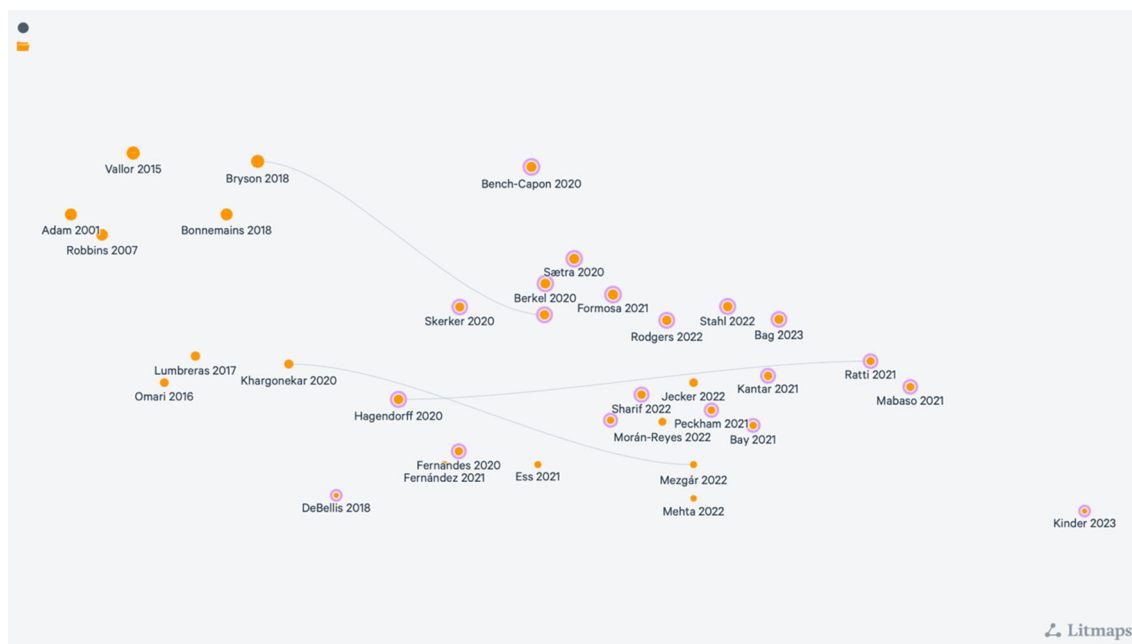 Vallor 2015
Bryson 2018
Bench-Capon 2020
Adam 2001
Bonnemains 2018
Robbins 2007
Sætra 2020
Berkel 2020
Formosa 2021
Skerker 2020
Stahl 2022
Rodgers 2022
Bag 2023
Lumbreras 2017
Khargonekar 2020
Ratti 2021
Omari 2016
Kantar 2021
Jecker 2022
Mabaso 2021
Hagendorff 2020
Sharif 2022
Peckham 2021
Morán-Reyes 2022
Bay 2021
Fernandes 2020
Fernández 2021
Ess 2021
Mezgár 2022
DeBellis 2018
Mehta 2022
Kinder 2023
Litmaps